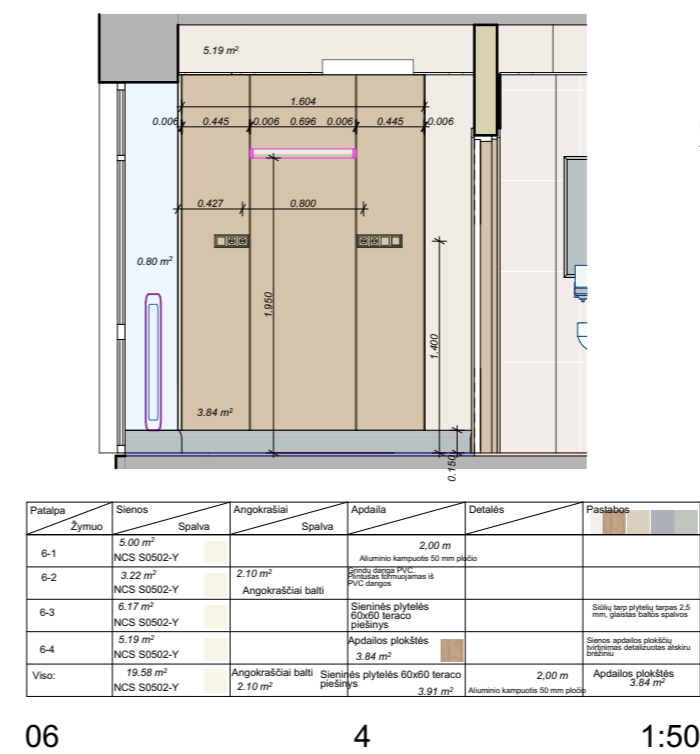 5.19 m²
1.604
0.006 0.445 0.006 0.696 0.006 0.445 0.006
0.427 0.800
0.80 m²
1.950
1.400
3.84 m²
0.150
Patalpa Sienos Angokrašiai Apdaila Detalės Pastabos
Žymuo Spalva Spalva
6-1 5.00 m² 2,00 m
NCS S0502-Y Aliuminio kampuotis 50 mm pločio
6-2 3.22 m² 2.10 m² Grindų danga PVC.
Plintusas formuojamas iš
NCS S0502-Y Angokraščiai balti PVC dangos
6-3 6.17 m² Sieninės plytelės Siūlių tarp plytelių tarpas 2,5
NCS S0502-Y 60x60 teraco mm, glaistas baltos spalvos
piešinys
6-4 5.19 m² Apdailos plokštės Sienos apdailos plokščių
NCS S0502-Y 3.84 m² tvirtinimas detalizuotas atskiru
brėžiniu
Viso: 19.58 m² Angokraščiai balti Sieninės plytelės 60x60 teraco 2,00 m Apdailos plokštės
NCS S0502-Y 2.10 m² piešinys 3.91 m² Aliuminio kampuotis 50 mm pločio 3.84 m²
06 4 1:50